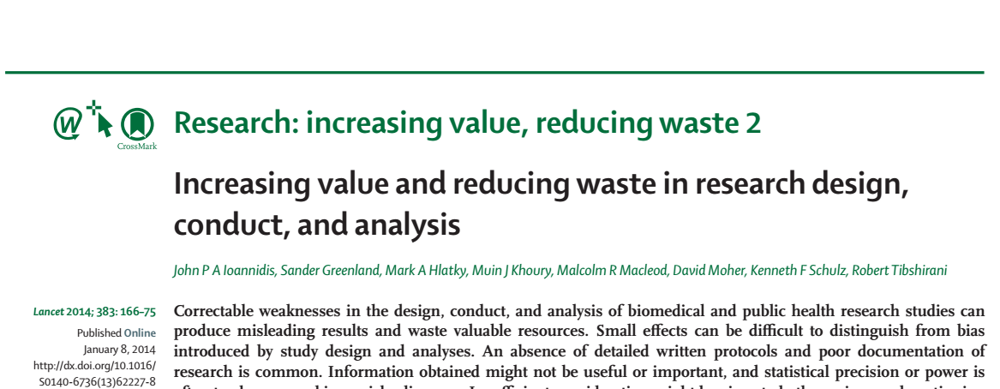 W
CrossMark
Research: increasing value, reducing waste 2
Increasing value and reducing waste in research design,
conduct, and analysis
John P A Ioannidis, Sander Greenland, Mark A Hlatky, Muin J Khoury, Malcolm R Macleod, David Moher, Kenneth F Schulz, Robert Tibshirani
Lancet 2014; 383: 166–75
Published Online
January 8, 2014
http://dx.doi.org/10.1016/
S0140-6736(13)62227-8
Correctable weaknesses in the design, conduct, and analysis of biomedical and public health research studies can
produce misleading results and waste valuable resources. Small effects can be difficult to distinguish from bias
introduced by study design and analyses. An absence of detailed written protocols and poor documentation of
research is common. Information obtained might not be useful or important, and statistical precision or power is